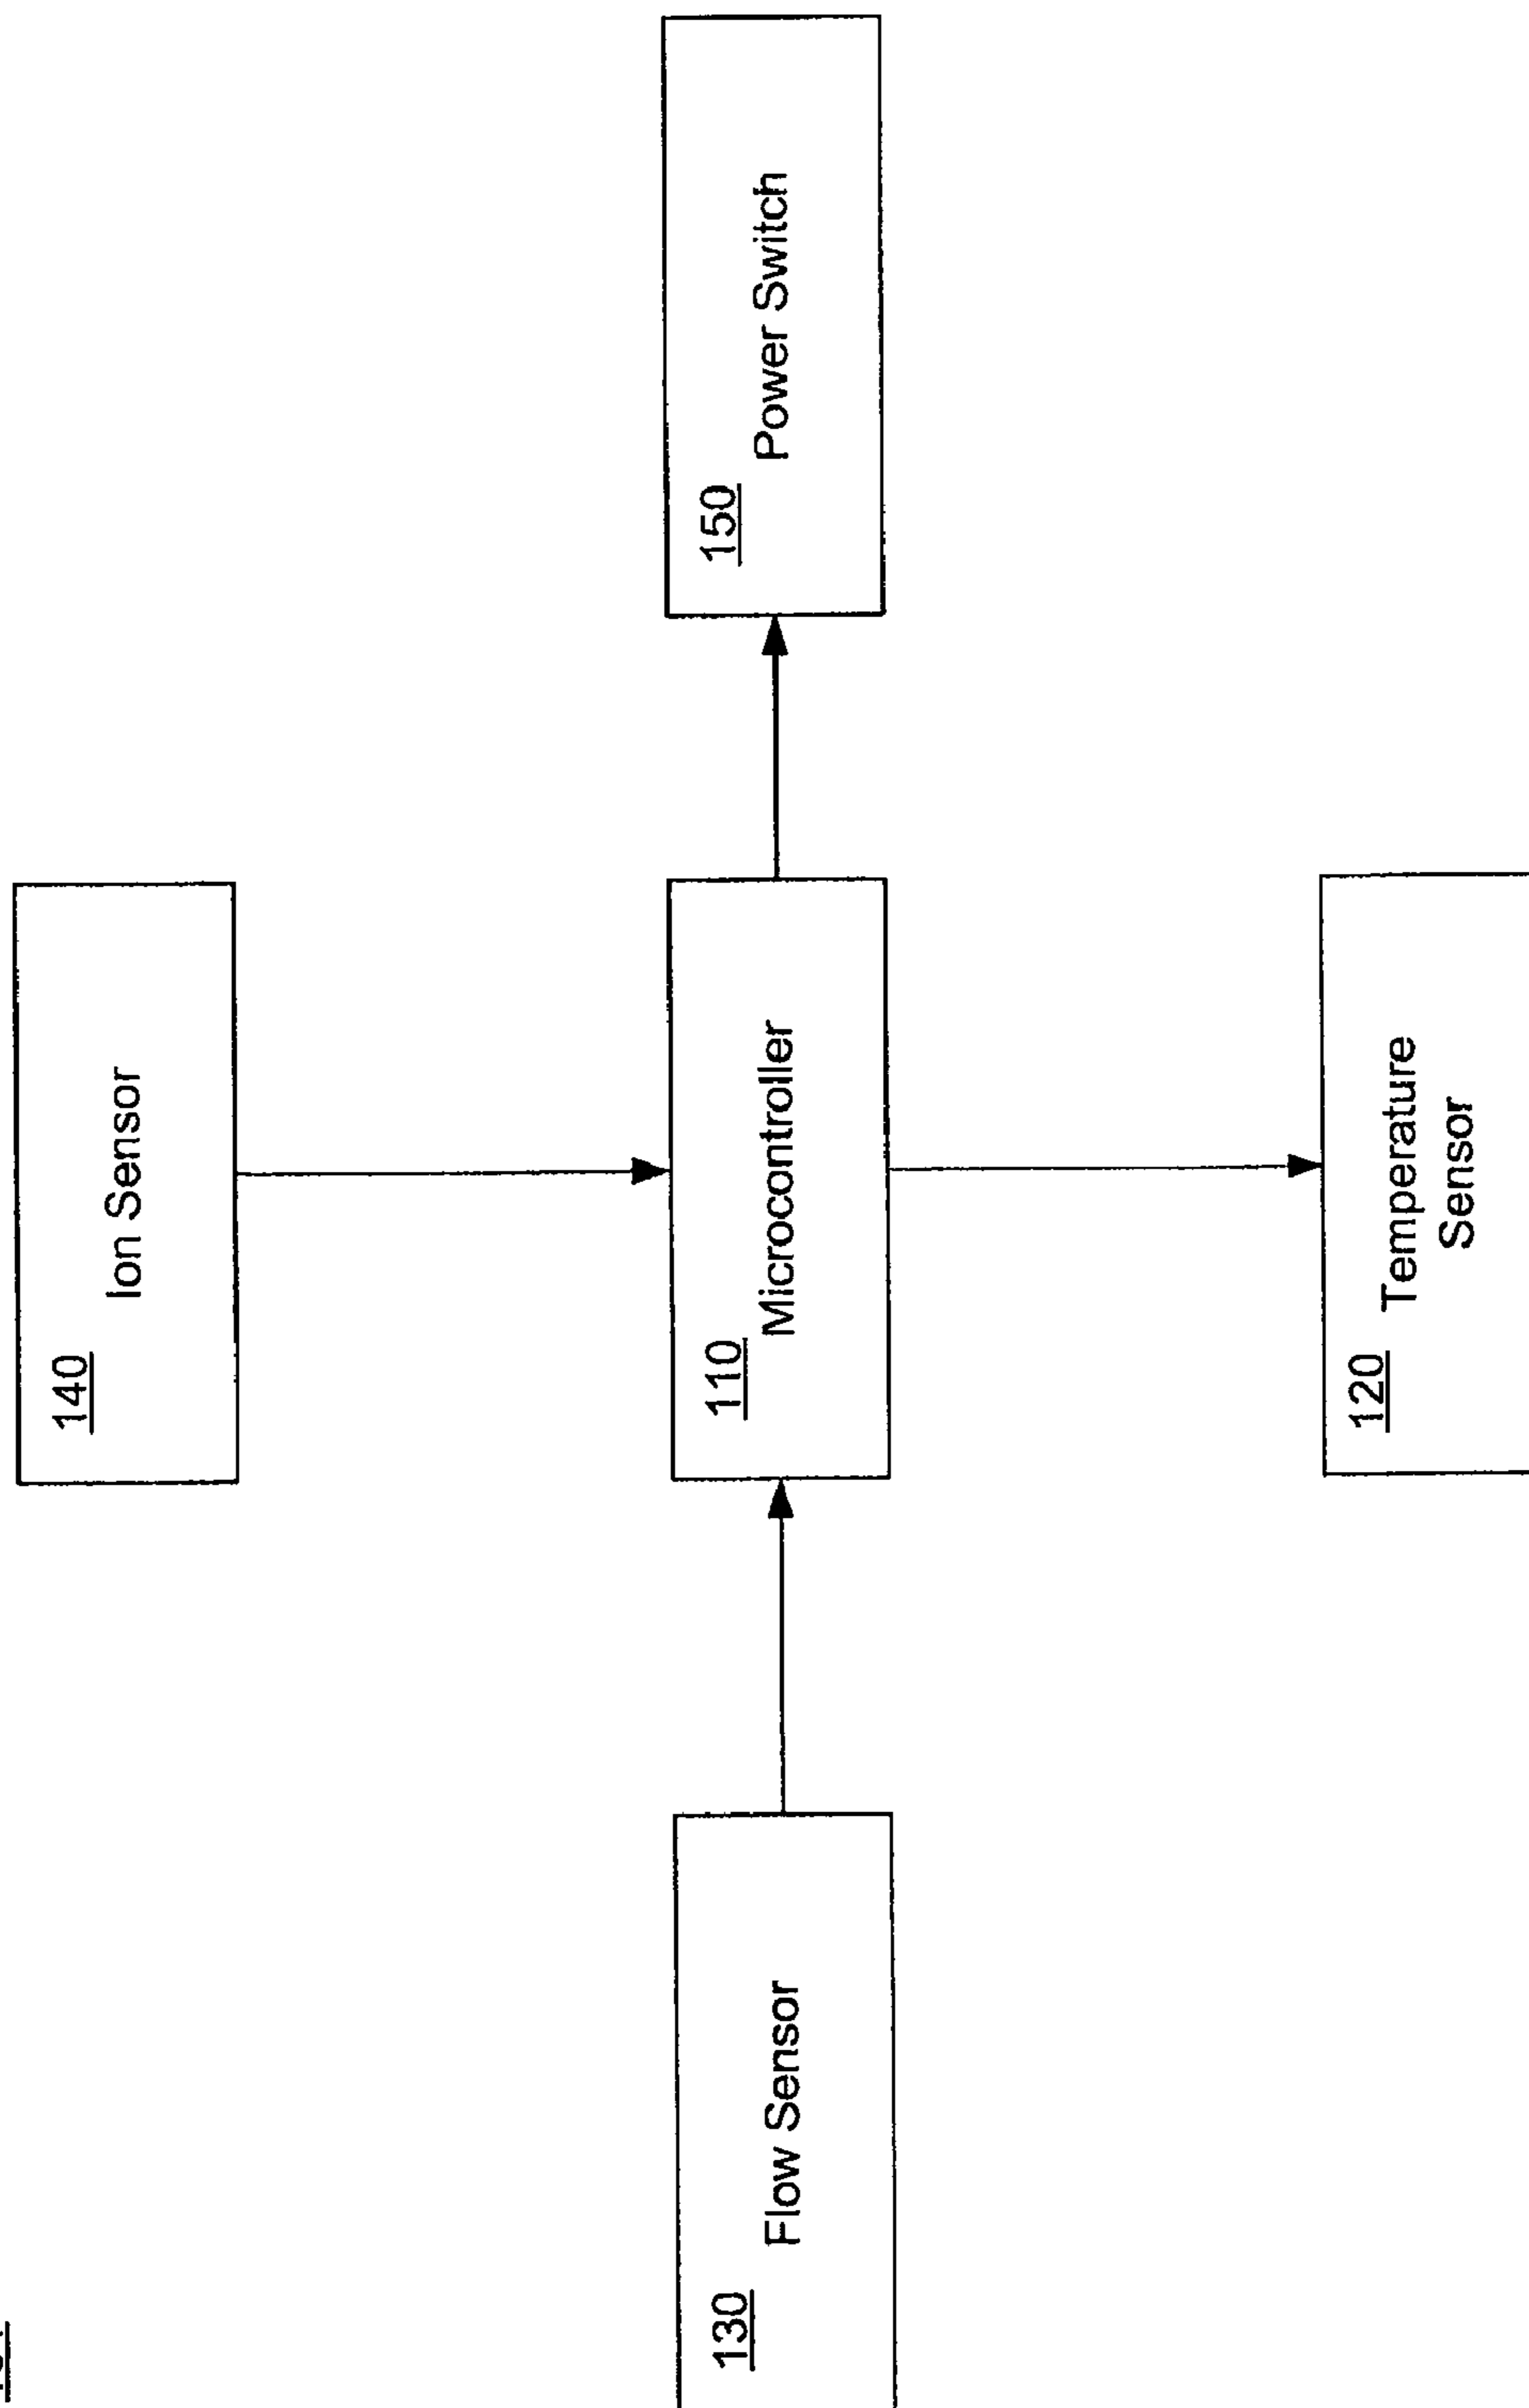 140
Ion Sensor
130
Flow Sensor
110
Microcontroller
150
Power Switch
120
Temperature
Sensor